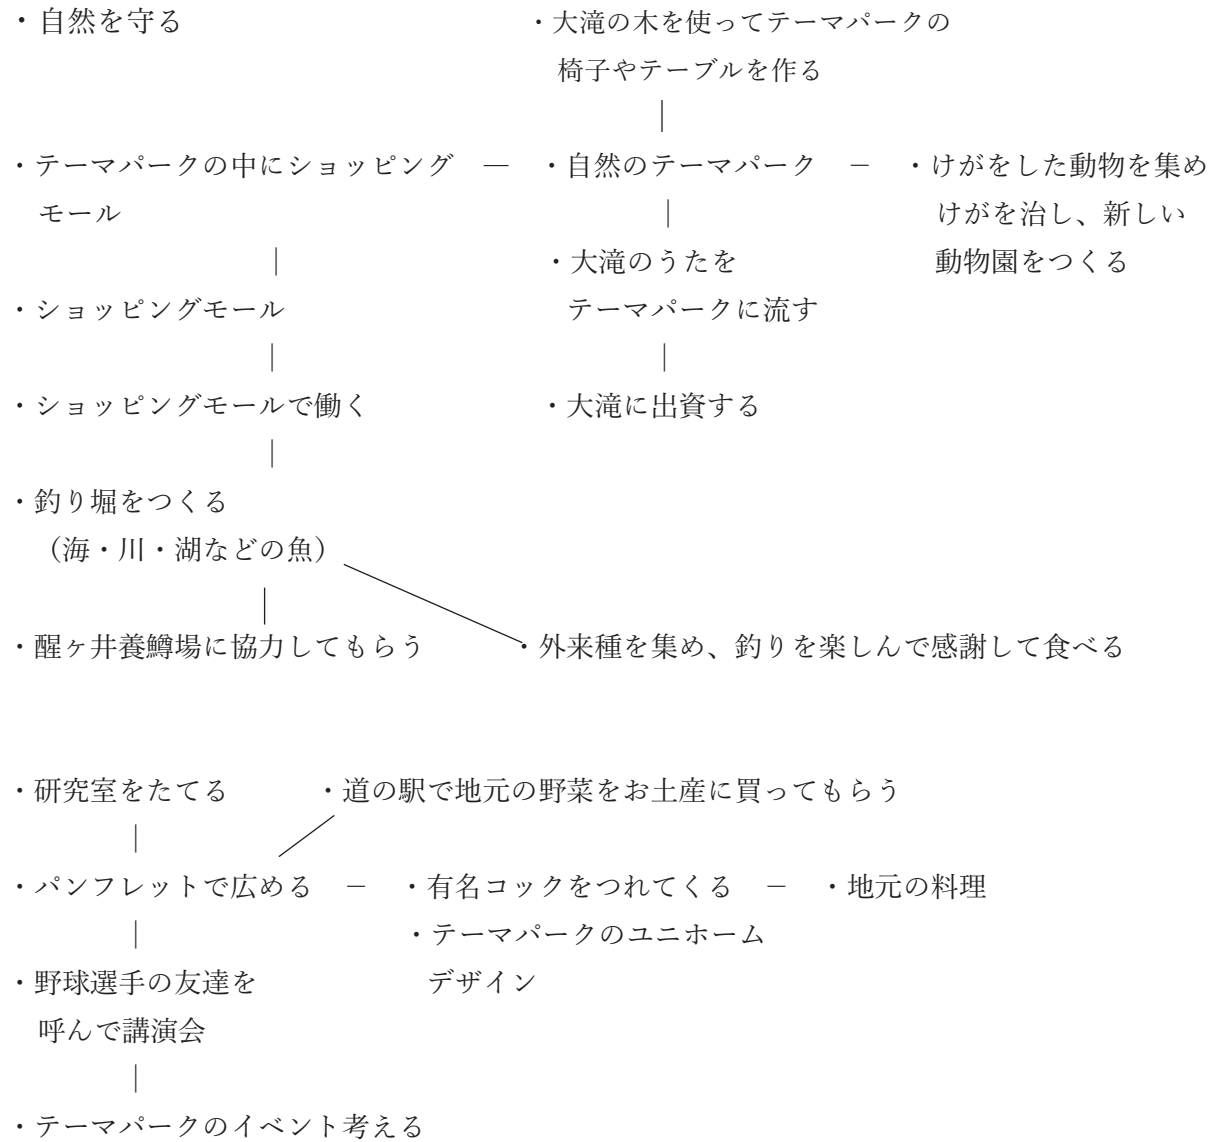 ・自然を守る
・大滝の木を使ってテーマパークの
椅子やテーブルを作る
・テーマパークの中にショッピング
モール
・自然のテーマパーク
・けがをした動物を集め
けがを治し、新しい
動物園をつくる
・大滝のうたを
テーマパークに流す
・ショッピングモール
・ショッピングモールで働く
・大滝に出資する
・釣り堀をつくる
（海・川・湖などの魚）
・醒ヶ井養鱒場に協力してもらう
・外来種を集め、釣りを楽しんで感謝して食べる
・研究室をたてる
・道の駅で地元の野菜をお土産に買ってもらう
・パンフレットで広める
・有名コックをつれてくる
・地元の料理
・テーマパークのユニホーム
デザイン
・野球選手の友達を
呼んで講演会
・テーマパークのイベント考える